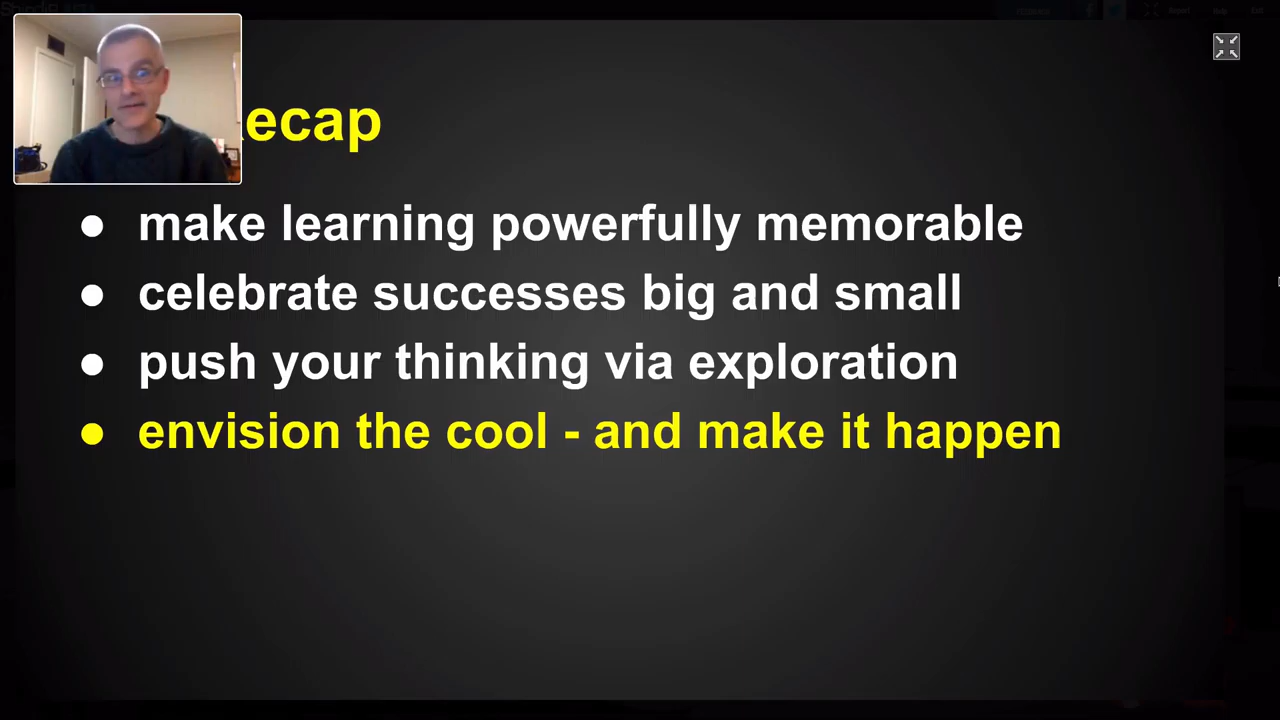 ecap
● make learning powerfully memorable
● celebrate successes big and small
● push your thinking via exploration
● envision the cool - and make it happen